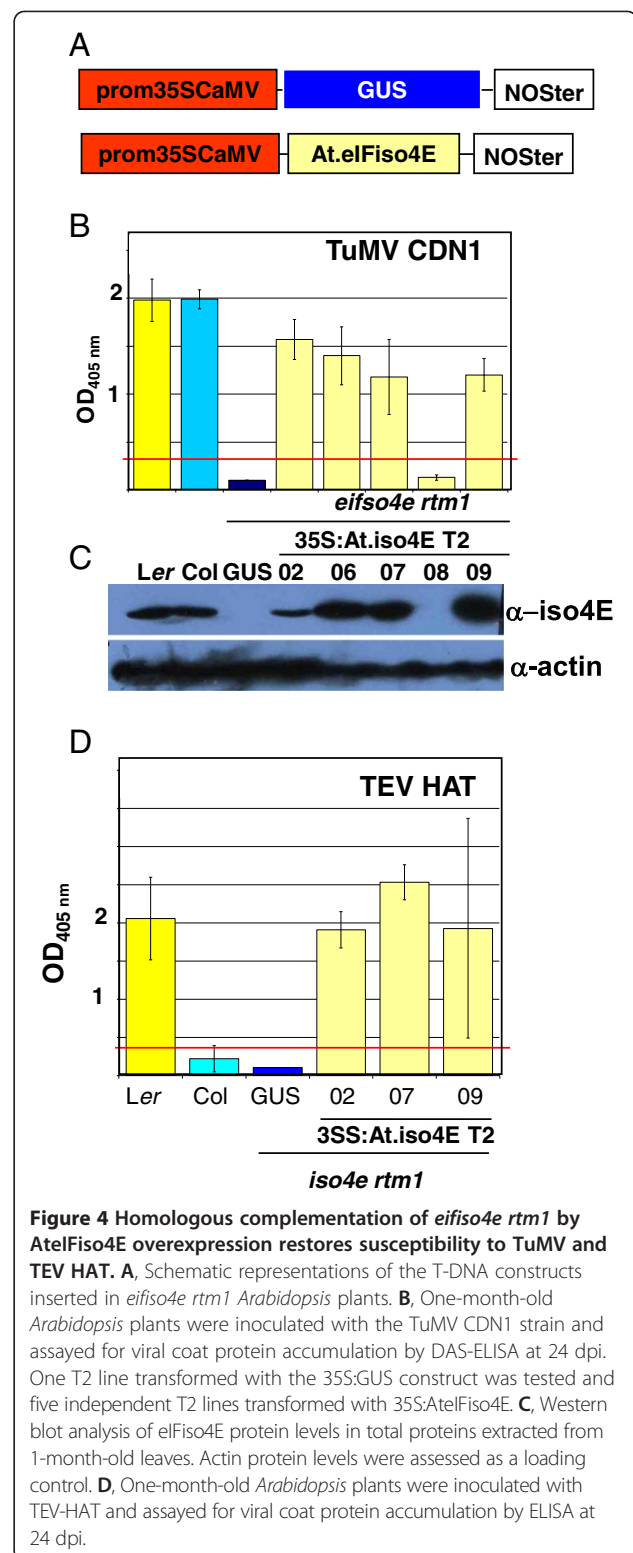 A
prom35SCaMV GUS NOSter
prom35SCaMV At.eIFiso4E NOSter
B
TuMV CDN1
2
OD405 nm
1
eifso4e rtm1
35S:At.iso4E T2
C
Ler Col GUS 02 06 07 08 09
α–iso4E
α-actin
D
TEV HAT
2
OD405 nm
1
Ler Col GUS 02 07 09
3SS:At.iso4E T2
iso4e rtm1
Figure 4 Homologous complementation of eifiso4e rtm1 by
AteIFiso4E overexpression restores susceptibility to TuMV and
TEV HAT. A, Schematic representations of the T-DNA constructs
inserted in eifiso4e rtm1 Arabidopsis plants. B, One-month-old
Arabidopsis plants were inoculated with the TuMV CDN1 strain and
assayed for viral coat protein accumulation by DAS-ELISA at 24 dpi.
One T2 line transformed with the 35S:GUS construct was tested and
five independent T2 lines transformed with 35S:AteIFiso4E. C, Western
blot analysis of eIFiso4E protein levels in total proteins extracted from
1-month-old leaves. Actin protein levels were assessed as a loading
control. D, One-month-old Arabidopsis plants were inoculated with
TEV-HAT and assayed for viral coat protein accumulation by ELISA at
24 dpi.